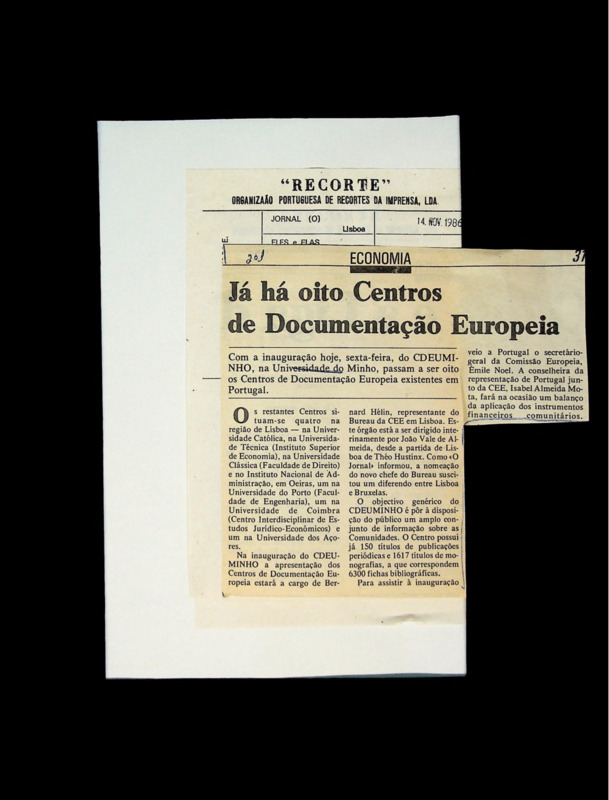 "RECORTE"
ORGANIZAÃO PORTUGUESA DE RECORTES DA IMPRENSA, LDA.
JORNAL (O)
Lisboa
14. NOV. 1986
ELES e ELAS
ECONOMIA
Já há oito Centros
de Documentação Europeia
Com a inauguração hoje, sexta-feira, do CDEUMI-
NHO, na Universidade do Minho, passam a ser oito
os Centros de Documentação Europeia existentes em
Portugal.
Os restantes Centros si-
tuam-se quatro na
região de Lisboa — na Univer-
sidade Católica, na Universida-
de Técnica (Instituto Superior
de Economia), na Universidade
Clássica (Faculdade de Direito)
e no Instituto Nacional de Ad-
ministração, em Oeiras, um na
Universidade do Porto (Facul-
dade de Engenharia), um na
Universidade de Coimbra
(Centro Interdisciplinar de Es-
tudos Jurídico-Económicos) e
um na Universidade dos Aço-
res.
Na inauguração do CDEU-
MINHO a apresentação dos
Centros de Documentação Eu-
ropeia estará a cargo de Ber-
nard Hélin, representante do
Bureau da CEE em Lisboa. Es-
te órgão está a ser dirigido inte-
rinamente por João Vale de Al-
meida, desde a partida de Lis-
boa de Théo Hustinx. Como «O
Jornal» informou, a nomeação
do novo chefe do Bureau susci-
tou um diferendo entre Lisboa
e Bruxelas.
O objectivo genérico do
CDEUMINHO é pôr à disposi-
ção do público um amplo con-
junto de informação sobre as
Comunidades. O Centro possui
já 150 títulos de publicações
periódicas e 1617 títulos de mo-
nografias, a que correspondem
6300 fichas bibliográficas.
Para assistir à inauguração
veio a Portugal o secretário-
geral da Comissão Europeia,
Émile Noel. A conselheira da
representação de Portugal jun-
to da CEE, Isabel Almeida Mo-
ta, fará na ocasião um balanço
da aplicação dos instrumentos
financeiros comunitários.